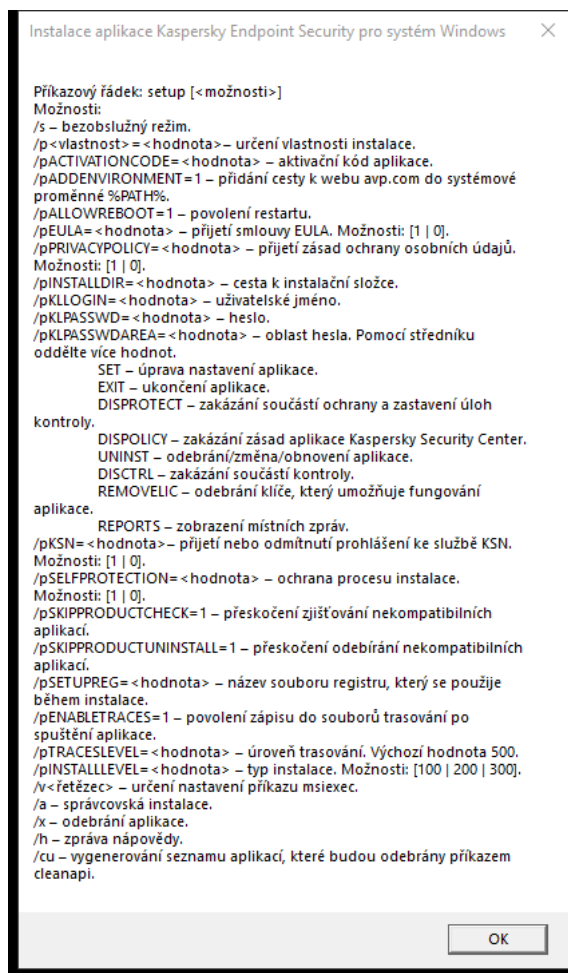 Instalace aplikace Kaspersky Endpoint Security pro systém Windows
Příkazový řádek: setup [<možnosti>]
Možnosti:
/s – bezobslužný režim.
/p<vlastnost>=<hodnota>– určení vlastnosti instalace.
/pACTIVATIONCODE=<hodnota> – aktivační kód aplikace.
/pADDENVIRONMENT=1 – přidání cesty k webu avp.com do systémové
proměnné %PATH%.
/pALLOWREBOOT=1 – povolení restartu.
/pEULA=<hodnota> – přijetí smlouvy EULA. Možnosti: [1 | 0].
/pPRIVACYPOLICY=<hodnota> – přijetí zásad ochrany osobních údajů.
Možnosti: [1 | 0].
/pINSTALLDIR=<hodnota> – cesta k instalační složce.
/pKLLOGIN=<hodnota> – uživatelské jméno.
/pKLPASSWD=<hodnota> – heslo.
/pKLPASSWDAREA=<hodnota> – oblast hesla. Pomocí středníku
oddělte více hodnot.
SET – úprava nastavení aplikace.
EXIT – ukončení aplikace.
DISPROTECT – zakázání součástí ochrany a zastavení úloh
kontroly.
DISPOLICY – zakázání zásad aplikace Kaspersky Security Center.
UNINST – odebrání/změna/obnovení aplikace.
DISCTRL – zakázání součástí kontroly.
REMOVELIC – odebrání klíče, který umožňuje fungování
aplikace.
REPORTS – zobrazení místních zpráv.
/pKSN=<hodnota>– přijetí nebo odmítnutí prohlášení ke službě KSN.
Možnosti: [1 | 0].
/pSELFPROTECTION=<hodnota> – ochrana procesu instalace.
Možnosti: [1 | 0].
/pSKIPPRODUCTCHECK=1 – přeskočení zjišťování nekompatibilních
aplikací.
/pSKIPPRODUCTUNINSTALL=1 – přeskočení odebírání nekompatibilních
aplikací.
/pSETUPREG=<hodnota> – název souboru registru, který se použije
během instalace.
/pENABLETRACES=1 – povolení zápisu do souborů trasování po
spuštění aplikace.
/pTRACESLEVEL=<hodnota> – úroveň trasování. Výchozí hodnota 500.
/pINSTALLLEVEL=<hodnota> – typ instalace. Možnosti: [100 | 200 | 300].
/v<řetězec> – určení nastavení příkazu msiexec.
/a – správcovská instalace.
/x – odebrání aplikace.
/h – zpráva nápovědy.
/cu – vygenerování seznamu aplikací, které budou odebrány příkazem
cleanapi.
OK